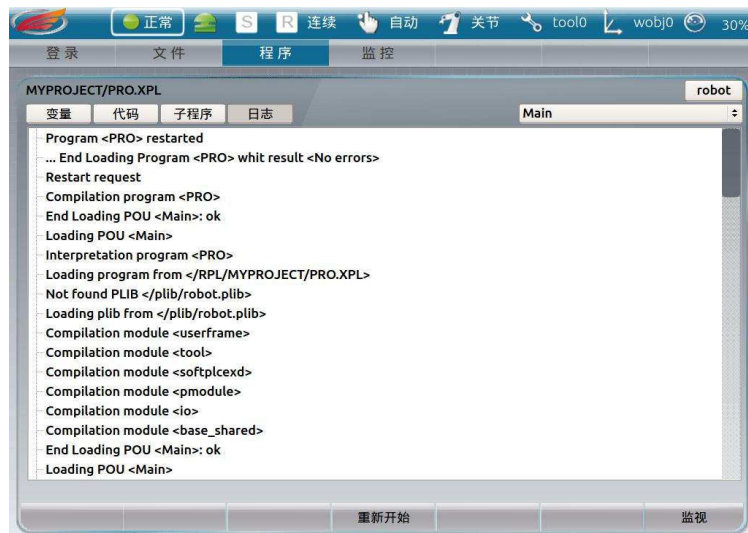 正常 S R 连续 自动 关节 tool0 wobj0 30%
登录 文件 程序 监控
MYPROJECT/PRO.XPL robot
变量 代码 子程序 日志 Main
Program <PRO> restarted
... End Loading Program <PRO> whit result <No errors>
Restart request
Compilation program <PRO>
End Loading POU <Main>: ok
Loading POU <Main>
Interpretation program <PRO>
Loading program from </RPL/MYPROJECT/PRO.XPL>
Not found PLIB </plib/robot.plib>
Loading plib from </plib/robot.plib>
Compilation module <userframe>
Compilation module <tool>
Compilation module <softplcexd>
Compilation module <pmodule>
Compilation module <io>
Compilation module <base_shared>
End Loading POU <Main>: ok
Loading POU <Main>
重新开始 监视